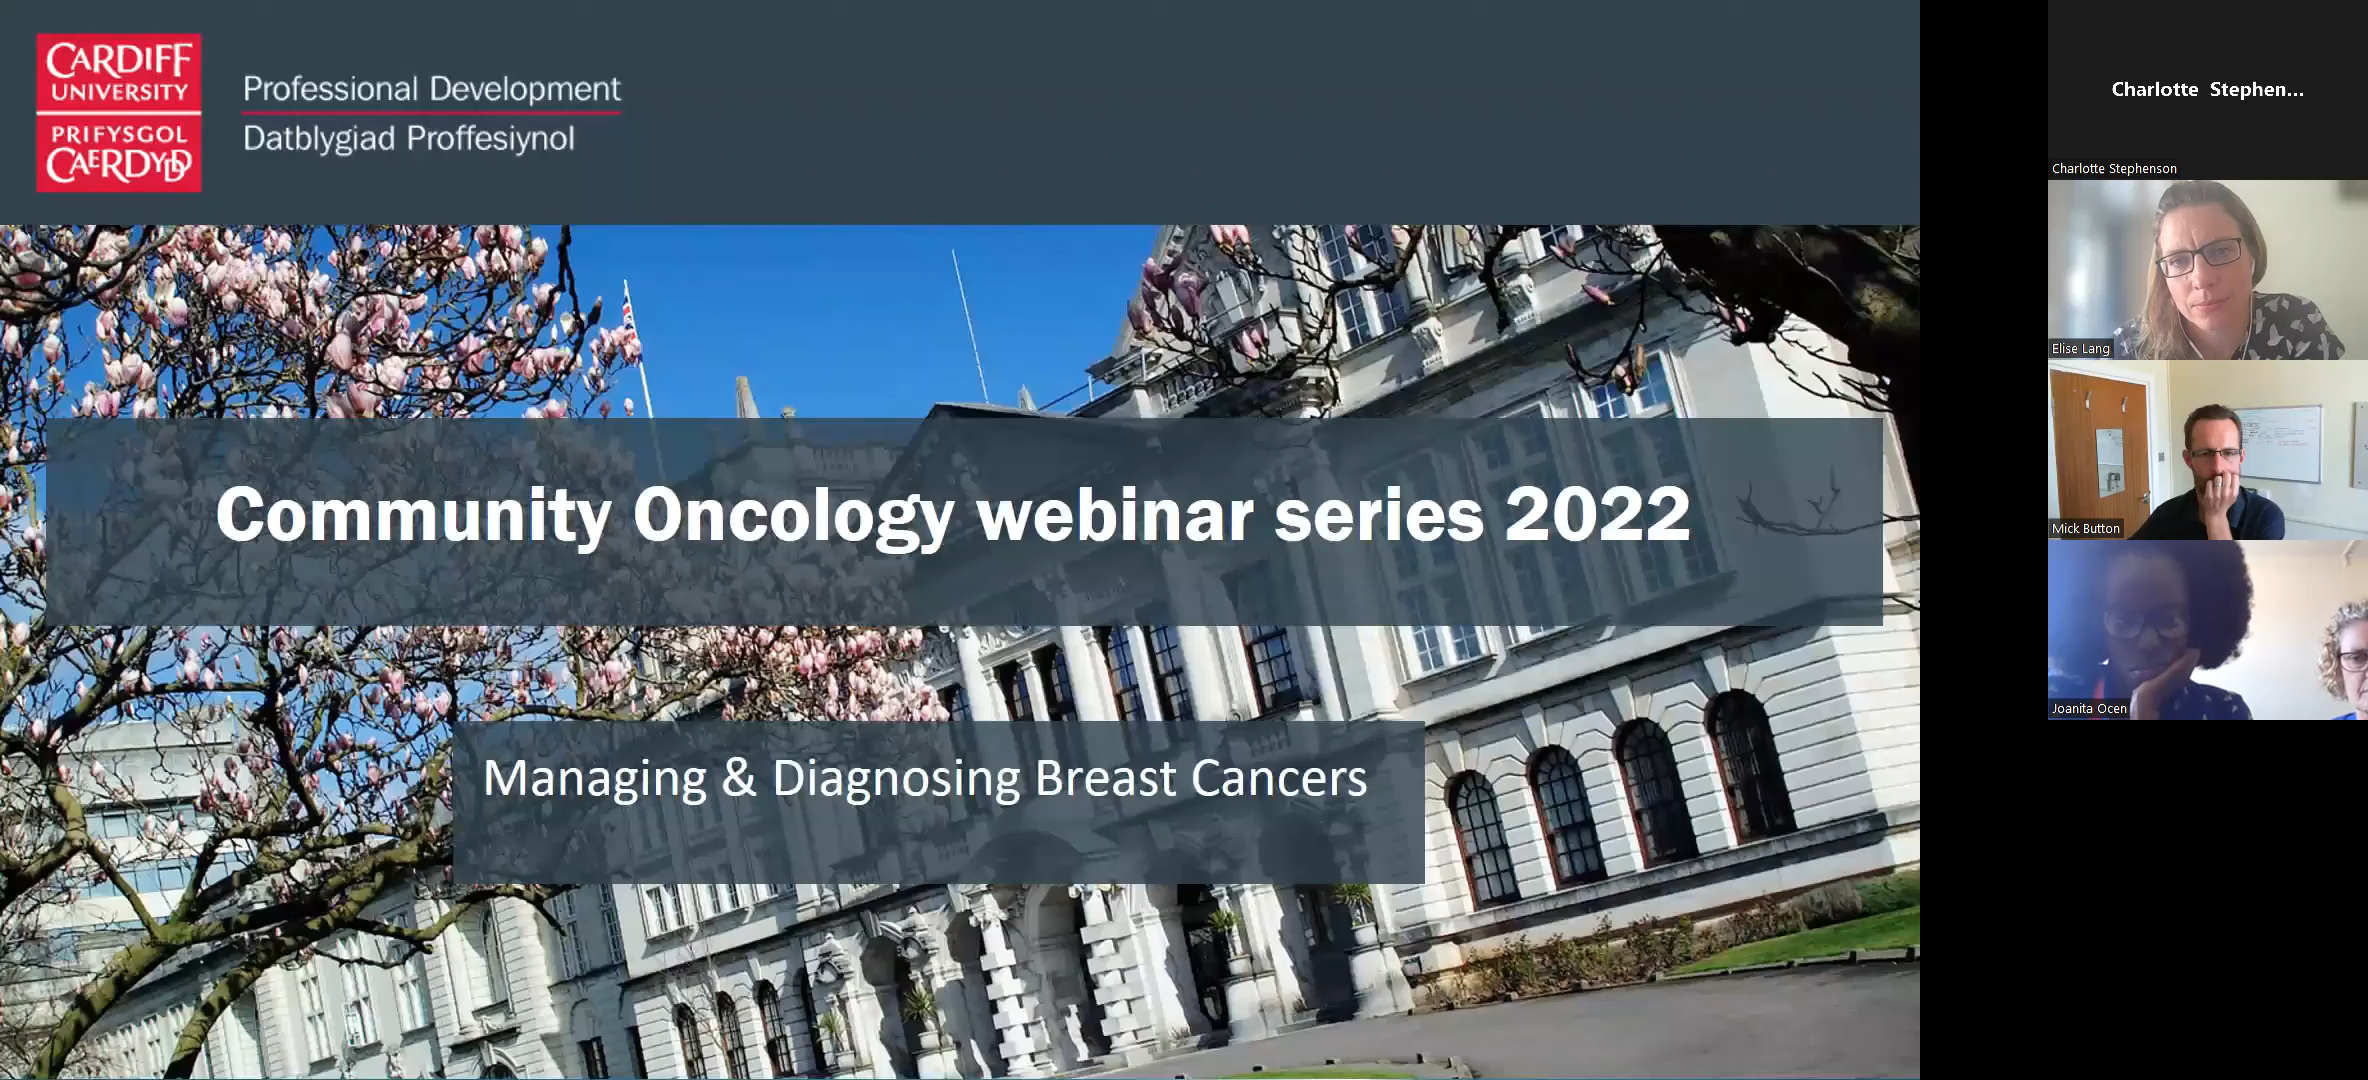 CARDIFF
UNIVERSITY
PRIFYSGOL
CAERDYDD
Professional Development
Datblygiad Proffesiynol
Community Oncology webinar series 2022
Managing & Diagnosing Breast Cancers
Charlotte Stephen...
Charlotte Stephenson
Elise Lang
Mick Button
Joanita Ocen